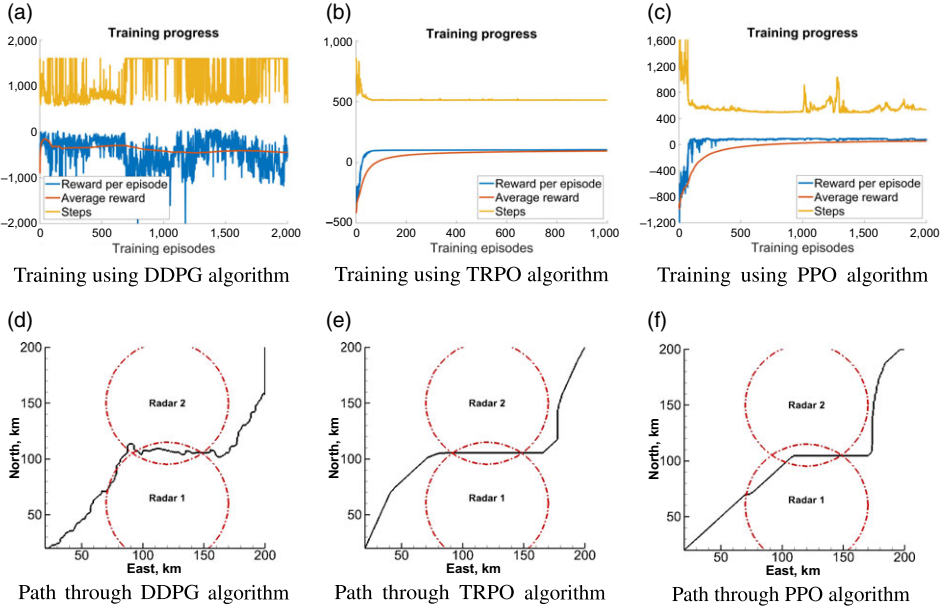 (a)
Training progress
2,000
1,000
0
−1,000
−2,000
Reward per episode
Average reward
Steps
0 500 1,000 1,500 2,000
Training episodes
Training using DDPG algorithm
(b)
Training progress
1,000
500
0
−500
Reward per episode
Average reward
Steps
0 200 400 600 800 1,000
Training episodes
Training using TRPO algorithm
(c)
Training progress
1,600
1,200
800
400
0
−400
−800
−1,200
Reward per episode
Average reward
Steps
0 500 1,000 1,500 2,000
Training episodes
Training using PPO algorithm
(d)
200
150
100
50
North, km
Radar 2
Radar 1
50 100 150 200
East, km
Path through DDPG algorithm
(e)
200
150
100
50
North, km
Radar 2
Radar 1
50 100 150 200
East, km
Path through TRPO algorithm
(f)
200
150
100
50
North, km
Radar 2
Radar 1
50 100 150 200
East, km
Path through PPO algorithm